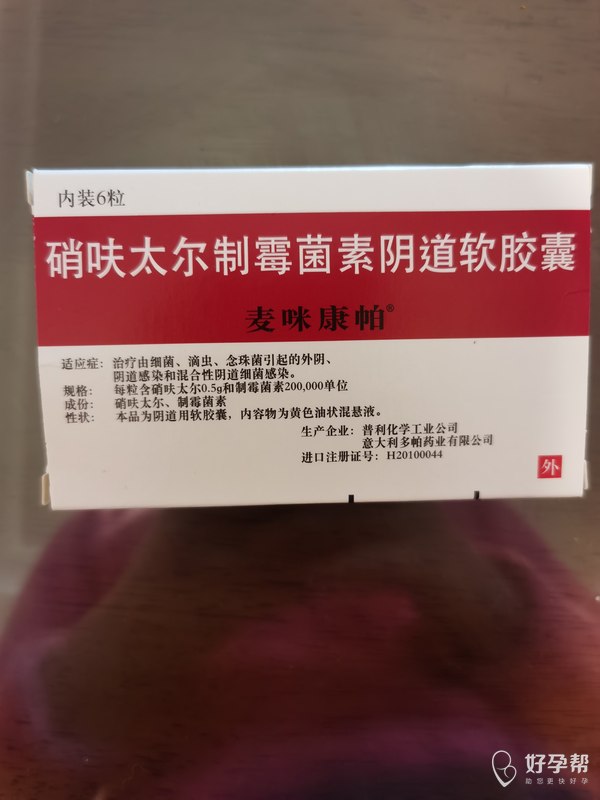 内装6粒
硝呋太尔制霉菌素阴道软胶囊
麦咪康帕®
适应症：治疗由细菌、滴虫、念珠菌引起的外阴、
阴道感染和混合性阴道细菌感染。
规格：每粒含硝呋太尔0.5g和制霉菌素200,000单位
成份：硝呋太尔、制霉菌素
性状：本品为阴道用软胶囊，内容物为黄色油状混悬液。
生产企业：普利化学工业公司
意大利多帕药业有限公司
进口注册证号：H20100044
外
好孕帮
助您更快好孕